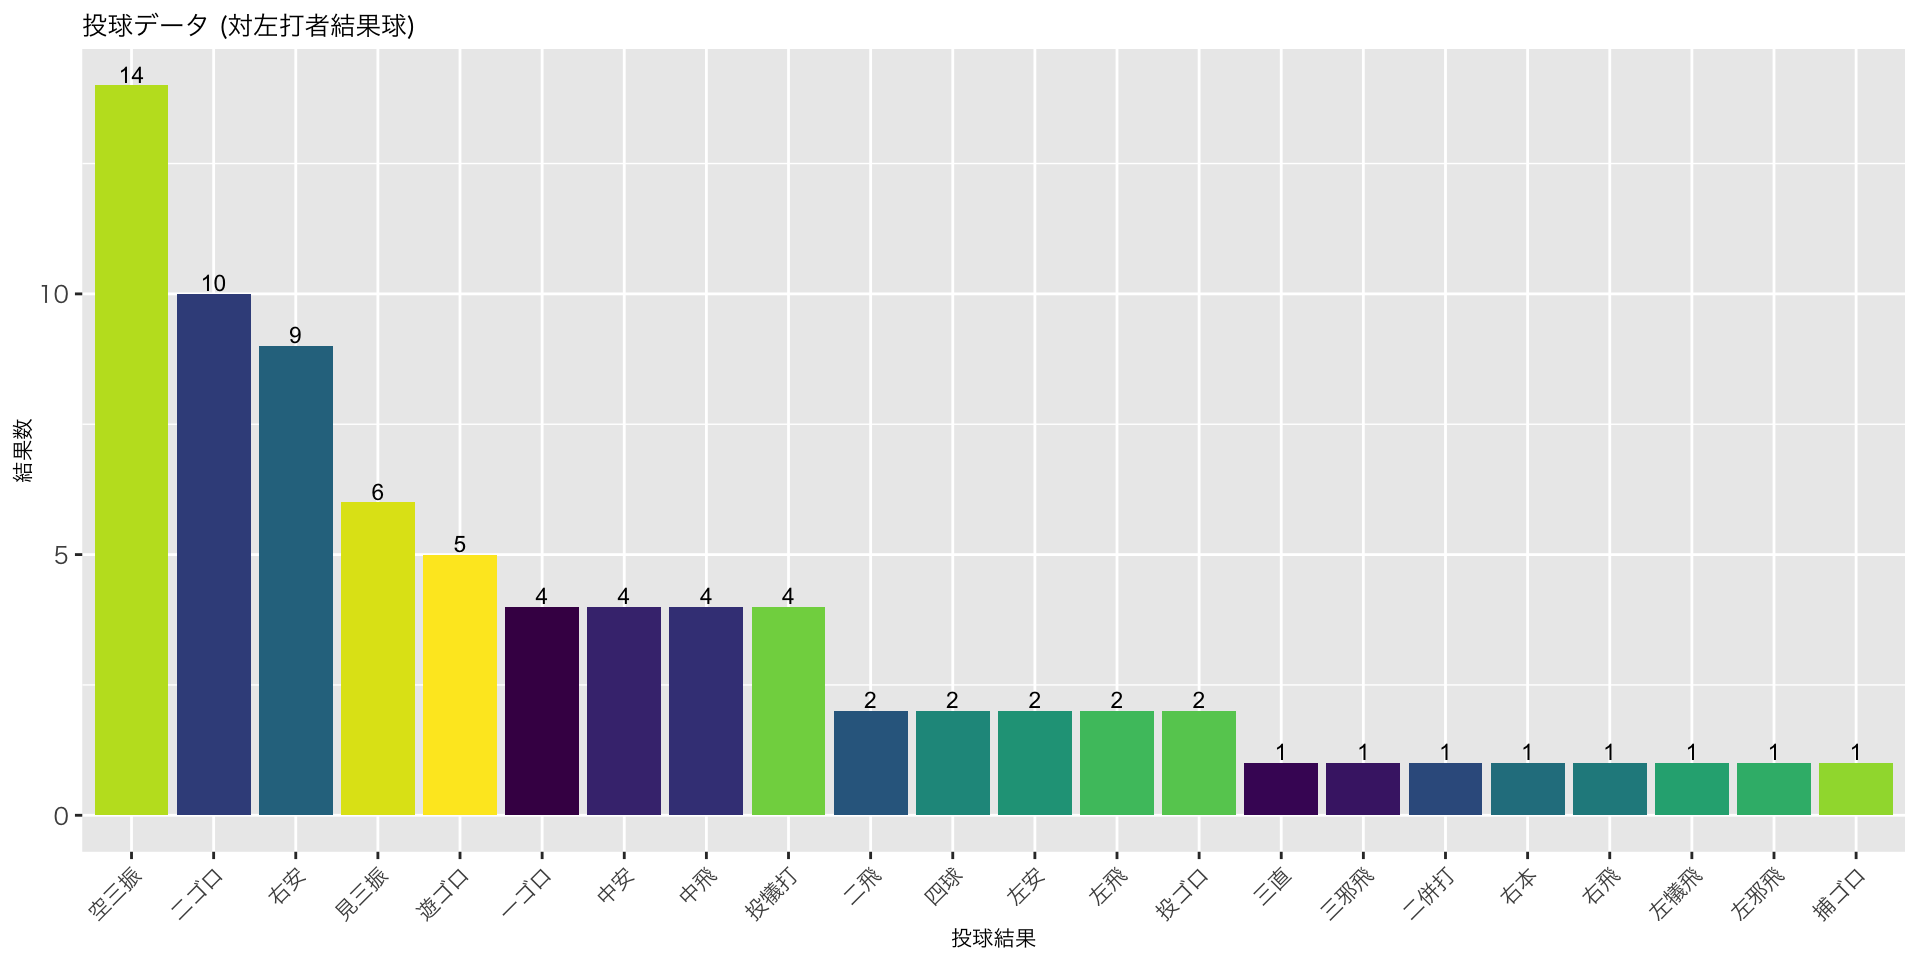 投球データ (対左打者結果球)
14
10
9
6
5
4
4
4
4
2
2
2
2
2
1
1
1
1
1
1
1
1
10
5
0
結果数
空三振
二ゴロ
右安
見三振
遊ゴロ
一ゴロ
中安
中飛
投犠打
二飛
四球
左安
左飛
投ゴロ
三直
三邪飛
二併打
右本
右飛
左犠飛
左邪飛
捕ゴロ
投球結果